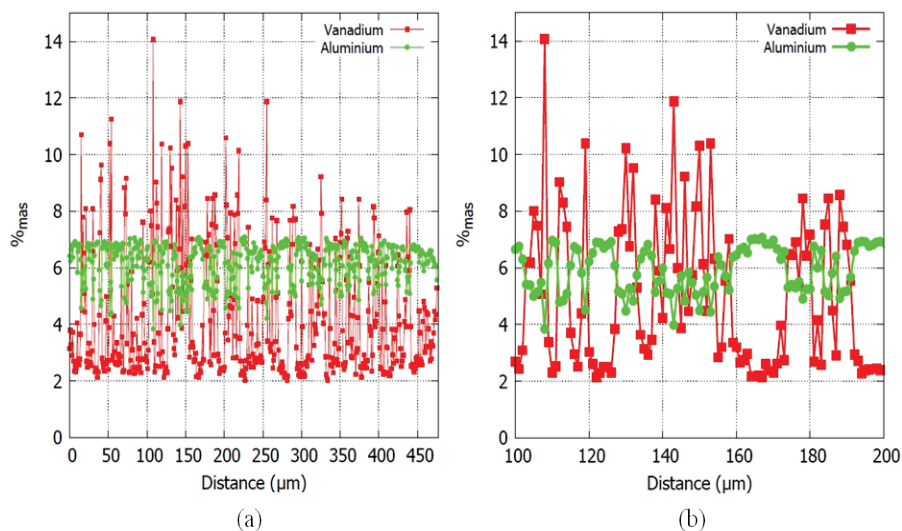 Vanadium
Aluminium
14
12
10
8
6
4
2
0
%mas
0 50 100 150 200 250 300 350 400 450
Distance (µm)
(a)
Vanadium
Aluminium
14
12
10
8
6
4
2
0
%mas
100 120 140 160 180 200
Distance (µm)
(b)